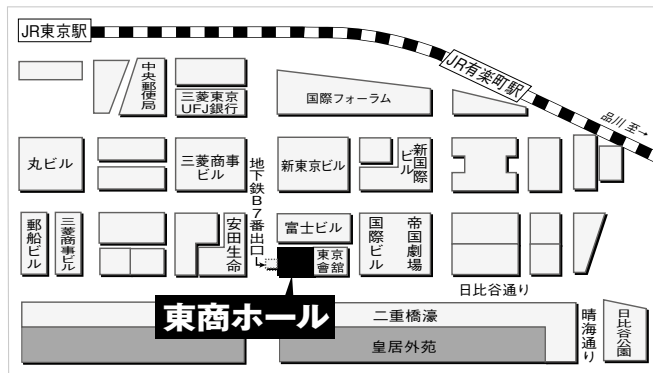 JR東京駅
JR有楽町駅
品川 至→
中央郵便局
三菱東京
UFJ銀行
国際フォーラム
丸ビル
三菱商事
ビル
地下鉄B7番出口
新東京ビル
新国際
ビル
郵船ビル
三菱商事ビル
安田生命
富士ビル
東京
會舘
国際ビル
帝国劇場
日比谷通り
東商ホール
二重橋濠
皇居外苑
晴海通り
日比谷公園